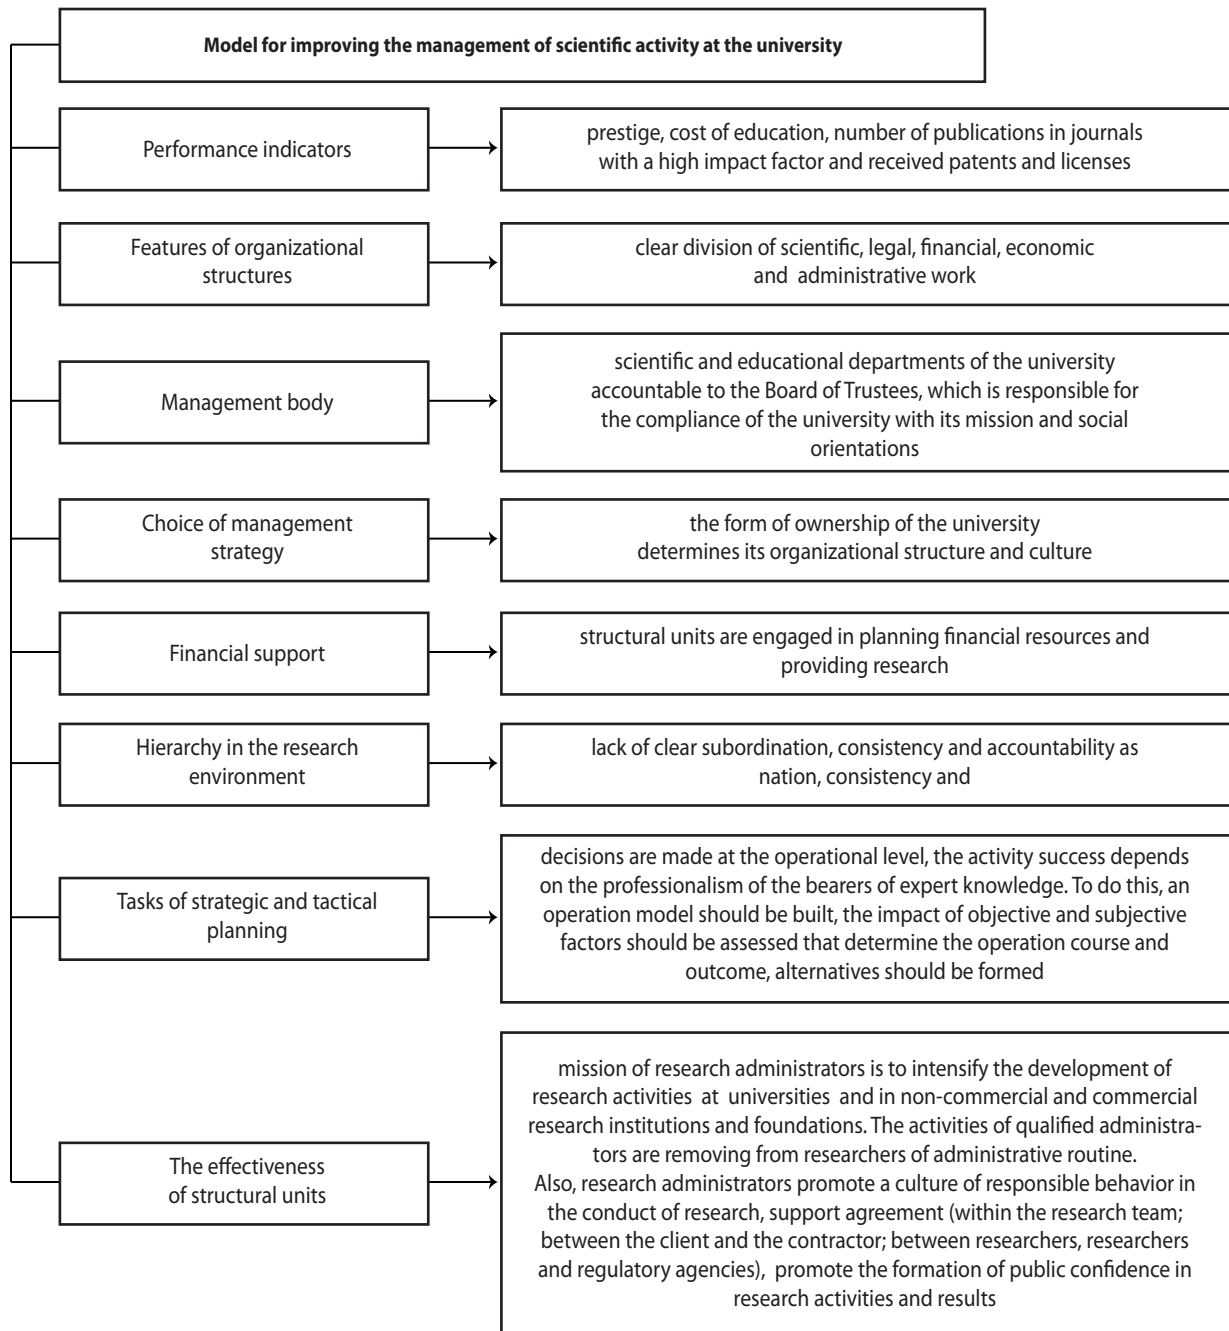 Model for improving the management of scientific activity at the university
Performance indicators
prestige, cost of education, number of publications in journals
with a high impact factor and received patents and licenses
Features of organizational
structures
clear division of scientific, legal, financial, economic
and administrative work
Management body
scientific and educational departments of the university
accountable to the Board of Trustees, which is responsible for
the compliance of the university with its mission and social
orientations
Choice of management
strategy
the form of ownership of the university
determines its organizational structure and culture
Financial support
structural units are engaged in planning financial resources and
providing research
Hierarchy in the research
environment
lack of clear subordination, consistency and accountability as
nation, consistency and
Tasks of strategic and tactical
planning
decisions are made at the operational level, the activity success depends
on the professionalism of the bearers of expert knowledge. To do this, an
operation model should be built, the impact of objective and subjective
factors should be assessed that determine the operation course and
outcome, alternatives should be formed
The effectiveness
of structural units
mission of research administrators is to intensify the development of
research activities at universities and in non-commercial and commercial
research institutions and foundations. The activities of qualified administra-
tors are removing from researchers of administrative routine.
Also, research administrators promote a culture of responsible behavior in
the conduct of research, support agreement (within the research team;
between the client and the contractor; between researchers, researchers
and regulatory agencies), promote the formation of public confidence in
research activities and results